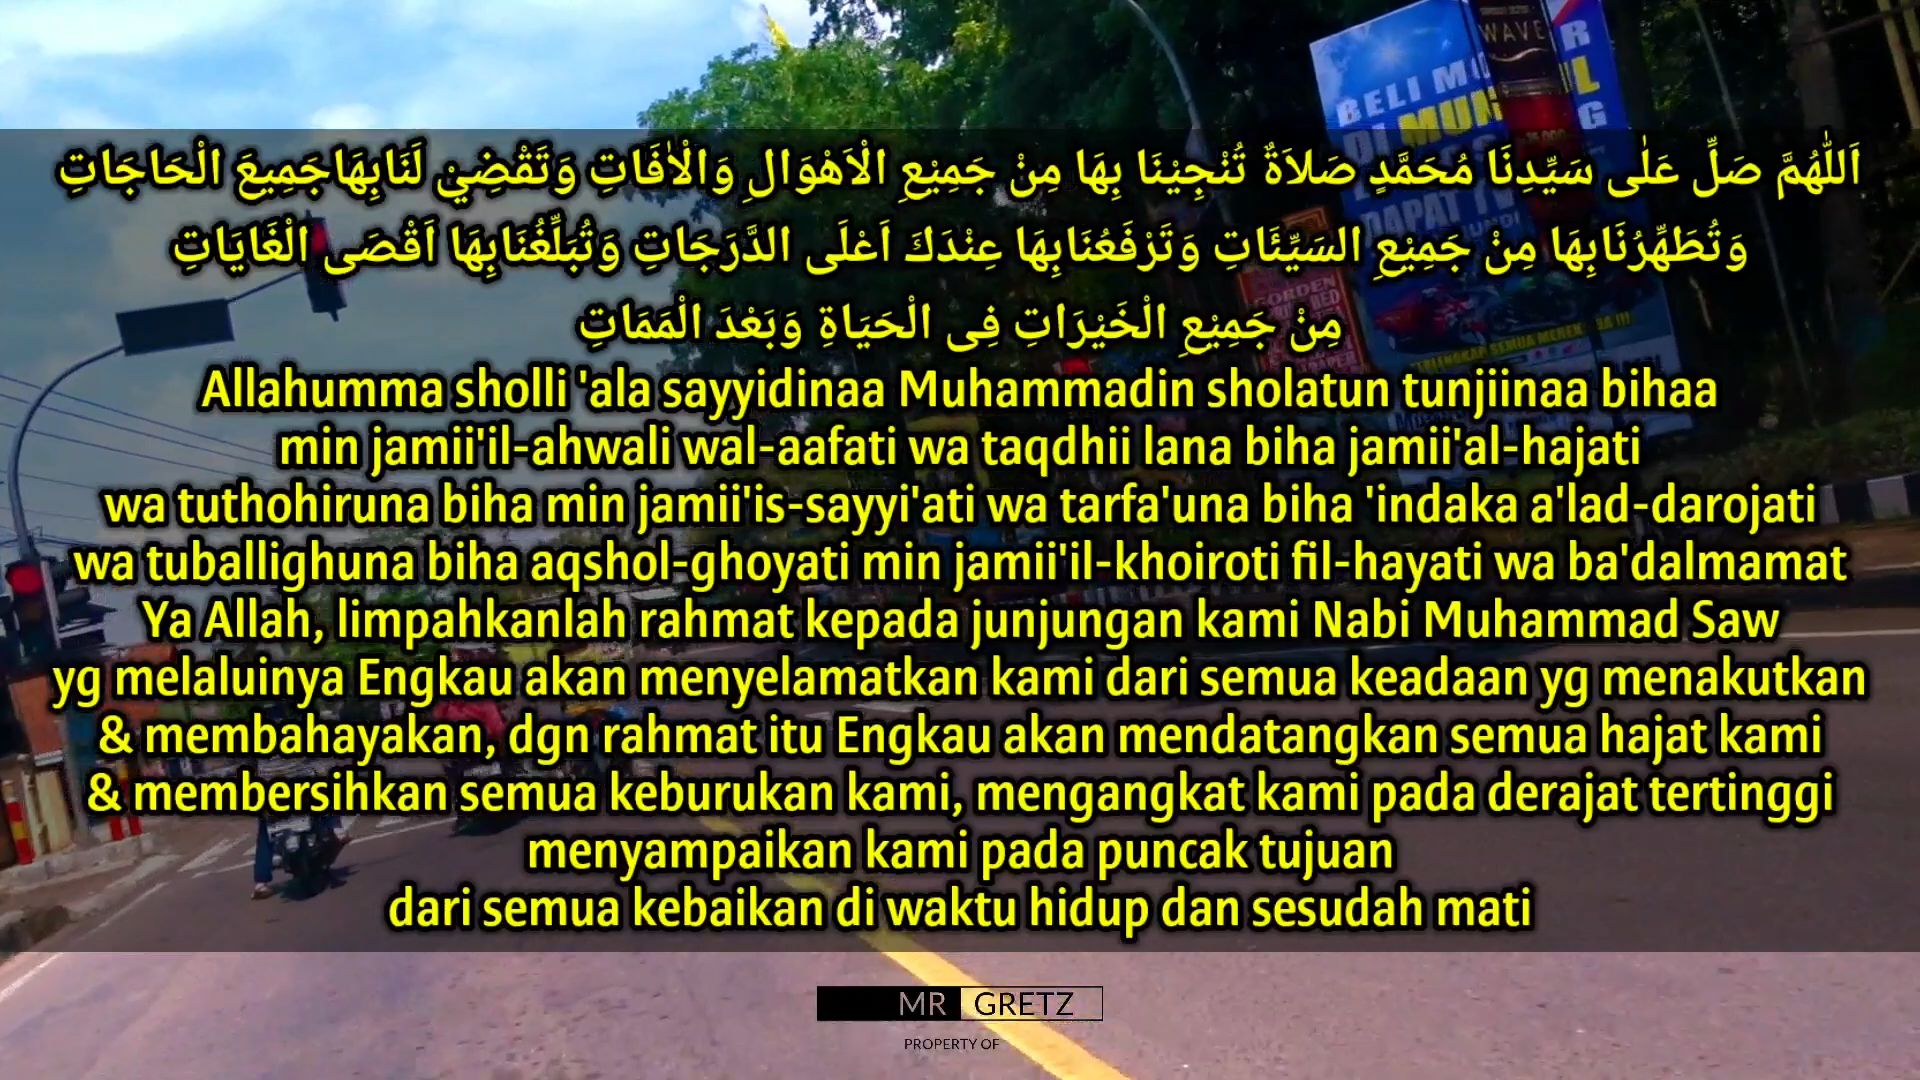 اَللّٰهُمَّ صَلِّ عَلٰى سَيِّدِنَا مُحَمَّدٍ صَلاَةٌ تُنْجِيْنَا بِهَا مِنْ جَمِيْعِ الْاَهْوَالِ وَالْاٰفَاتِ وَتَقْضِيْ لَنَابِهَاجَمِيعَ الْحَاجَاتِ
وَتُطَهِّرُنَابِهَا مِنْ جَمِيْعِ السَيِّئَاتِ وَتَرْفَعُنَابِهَا عِنْدَكَ اَعْلَى الدَّرَجَاتِ وَتُبَلِّغُنَابِهَا اَقْصَى الْغَايَاتِ
مِنْ جَمِيْعِ الْخَيْرَاتِ فِى الْحَيَاةِ وَبَعْدَ الْمَمَاتِ
Allahumma sholli 'ala sayyidinaa Muhammadin sholatun tunjiinaa bihaa
min jamii'il-ahwali wal-aafati wa taqdhii lana biha jamii'al-hajati
wa tuthohiruna biha min jamii'is-sayyi'ati wa tarfa'una biha 'indaka a'lad-darojati
wa tuballighuna biha aqshol-ghoyati min jamii'il-khoiroti fil-hayati wa ba'dalmamat
Ya Allah, limpahkanlah rahmat kepada junjungan kami Nabi Muhammad Saw
yg melaluinya Engkau akan menyelamatkan kami dari semua keadaan yg menakutkan
& membahayakan, dgn rahmat itu Engkau akan mendatangkan semua hajat kami
& membersihkan semua keburukan kami, mengangkat kami pada derajat tertinggi
menyampaikan kami pada puncak tujuan
dari semua kebaikan di waktu hidup dan sesudah mati
WAVE
BELI
DAPAT
MR GRETZ
PROPERTY OF